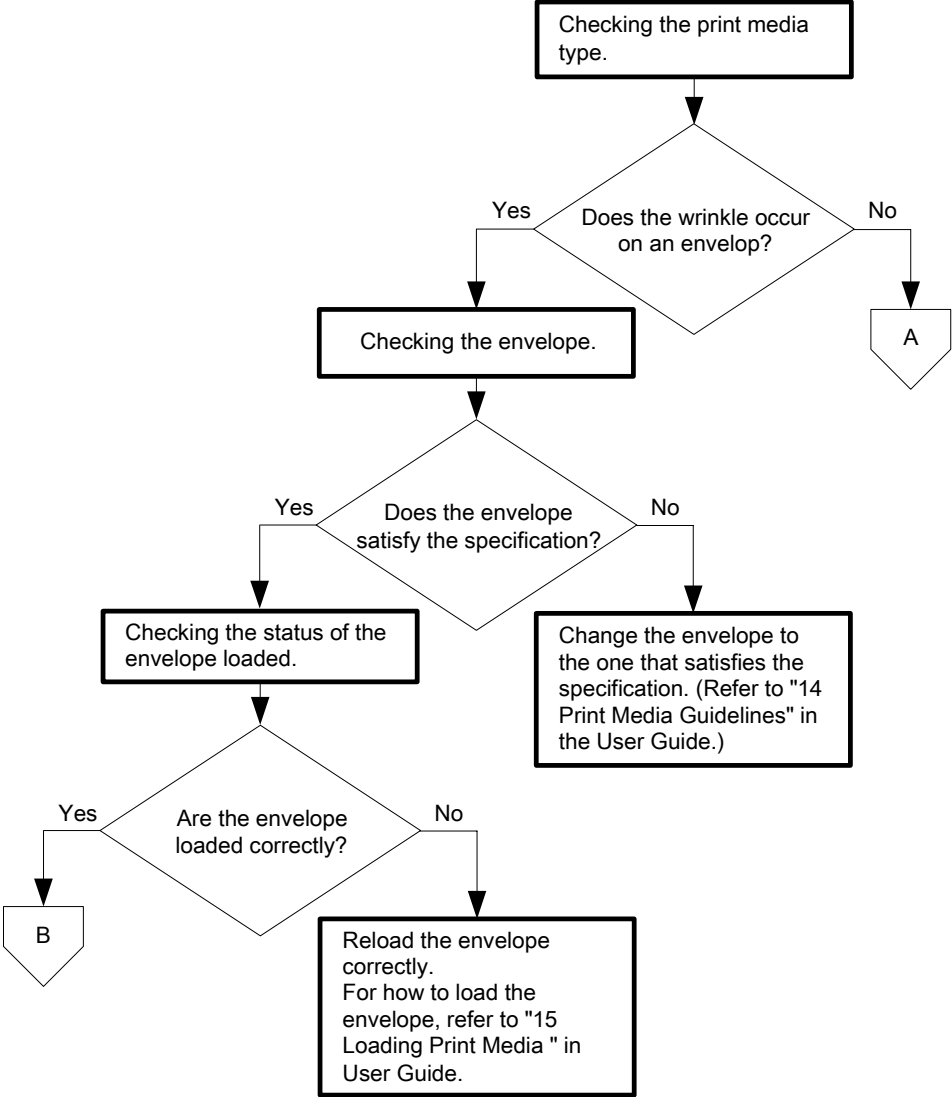 Checking the print media
type.
Does the wrinkle occur
on an envelop?
Yes
No
A
Checking the envelope.
Does the envelope
satisfy the specification?
Yes
No
Checking the status of the
envelope loaded.
Change the envelope to
the one that satisfies the
specification. (Refer to "14
Print Media Guidelines" in
the User Guide.)
Are the envelope
loaded correctly?
Yes
No
B
Reload the envelope
correctly.
For how to load the
envelope, refer to "15
Loading Print Media " in
User Guide.